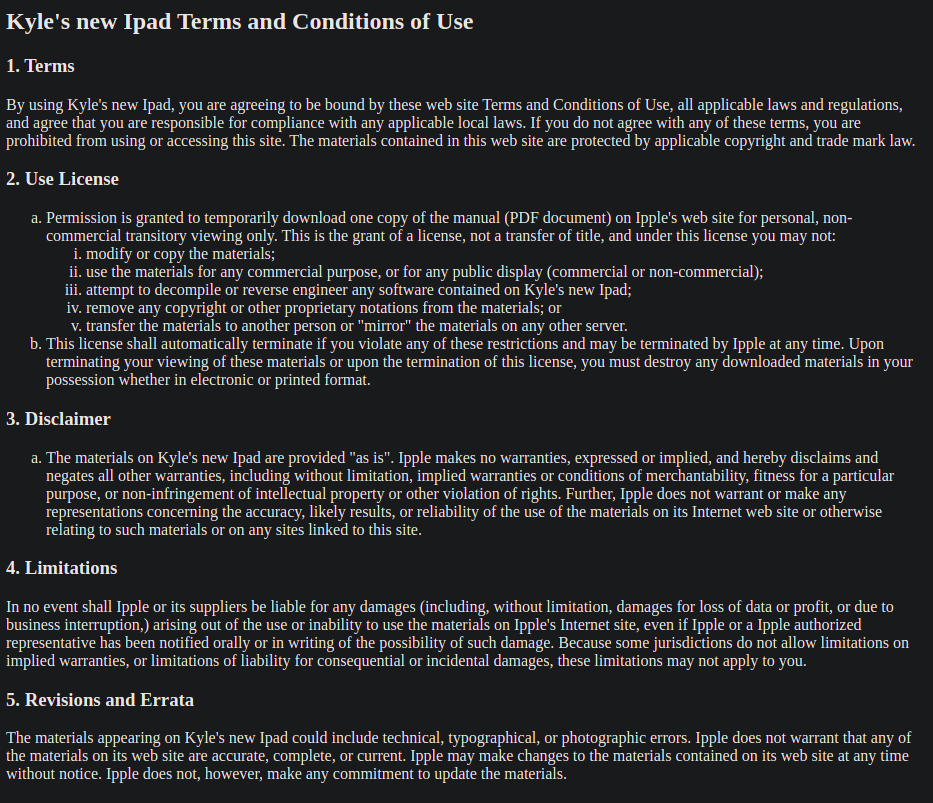 Kyle's new Ipad Terms and Conditions of Use
1. Terms
By using Kyle's new Ipad, you are agreeing to be bound by these web site Terms and Conditions of Use, all applicable laws and regulations,
and agree that you are responsible for compliance with any applicable local laws. If you do not agree with any of these terms, you are
prohibited from using or accessing this site. The materials contained in this web site are protected by applicable copyright and trade mark law.
2. Use License
a. Permission is granted to temporarily download one copy of the manual (PDF document) on Ipple's web site for personal, non-
commercial transitory viewing only. This is the grant of a license, not a transfer of title, and under this license you may not:
i. modify or copy the materials;
ii. use the materials for any commercial purpose, or for any public display (commercial or non-commercial);
iii. attempt to decompile or reverse engineer any software contained on Kyle's new Ipad;
iv. remove any copyright or other proprietary notations from the materials; or
v. transfer the materials to another person or "mirror" the materials on any other server.
b. This license shall automatically terminate if you violate any of these restrictions and may be terminated by Ipple at any time. Upon
terminating your viewing of these materials or upon the termination of this license, you must destroy any downloaded materials in your
possession whether in electronic or printed format.
3. Disclaimer
a. The materials on Kyle's new Ipad are provided "as is". Ipple makes no warranties, expressed or implied, and hereby disclaims and
negates all other warranties, including without limitation, implied warranties or conditions of merchantability, fitness for a particular
purpose, or non-infringement of intellectual property or other violation of rights. Further, Ipple does not warrant or make any
representations concerning the accuracy, likely results, or reliability of the use of the materials on its Internet web site or otherwise
relating to such materials or on any sites linked to this site.
4. Limitations
In no event shall Ipple or its suppliers be liable for any damages (including, without limitation, damages for loss of data or profit, or due to
business interruption,) arising out of the use or inability to use the materials on Ipple's Internet site, even if Ipple or a Ipple authorized
representative has been notified orally or in writing of the possibility of such damage. Because some jurisdictions do not allow limitations on
implied warranties, or limitations of liability for consequential or incidental damages, these limitations may not apply to you.
5. Revisions and Errata
The materials appearing on Kyle's new Ipad could include technical, typographical, or photographic errors. Ipple does not warrant that any of
the materials on its web site are accurate, complete, or current. Ipple may make changes to the materials contained on its web site at any time
without notice. Ipple does not, however, make any commitment to update the materials.